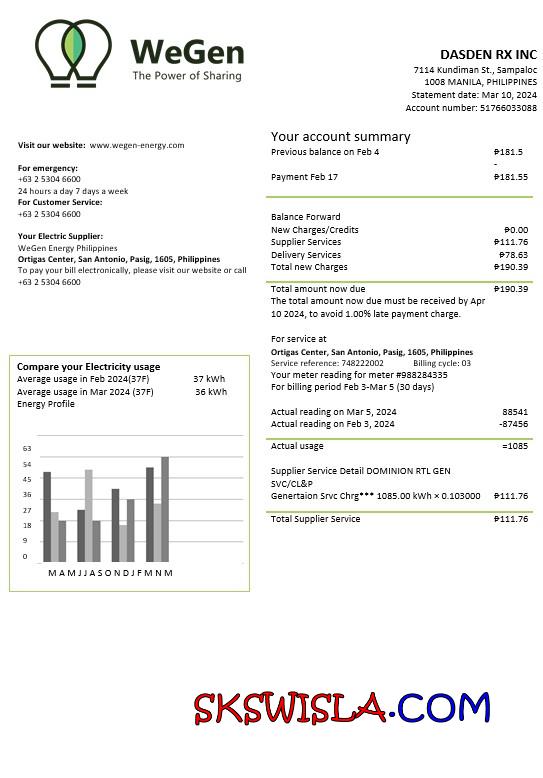 WeGen
The Power of Sharing
DASDEN RX INC
7114 Kundiman St., Sampaloc
1008 MANILA, PHILIPPINES
Statement date: Mar 10, 2024
Account number: 51766033088
Visit our website: www.wegen-energy.com
For emergency:
+63 2 5304 6600
24 hours a day 7 days a week
For Customer Service:
+63 2 5304 6600
Your Electric Supplier:
WeGen Energy Philippines
Ortigas Center, San Antonio, Pasig, 1605, Philippines
To pay your bill electronically, please visit our website or call
+63 2 5304 6600
Your account summary
Previous balance on Feb 4 ₱181.5
-
Payment Feb 17 ₱181.55
Balance Forward
New Charges/Credits ₱0.00
Supplier Services ₱111.76
Delivery Services ₱78.63
Total new Charges ₱190.39
Total amount now due ₱190.39
The total amount now due must be received by Apr
10 2024, to avoid 1.00% late payment charge.
For service at
Ortigas Center, San Antonio, Pasig, 1605, Philippines
Service reference: 748222002 Billing cycle: 03
Your meter reading for meter #988284335
For billing period Feb 3-Mar 5 (30 days)
Actual reading on Mar 5, 2024 88541
Actual reading on Feb 3, 2024 -87456
Actual usage =1085
Supplier Service Detail DOMINION RTL GEN
SVC/CL&P
Genertaion Srvc Chrg*** 1085.00 kWh × 0.103000 ₱111.76
Total Supplier Service ₱111.76
Compare your Electricity usage
Average usage in Feb 2024(37F) 37 kWh
Average usage in Mar 2024 (37F) 36 kWh
Energy Profile
63
54
45
36
27
18
9
0
M A M J J A S O N D J F M N M
SKSWISLA.COM